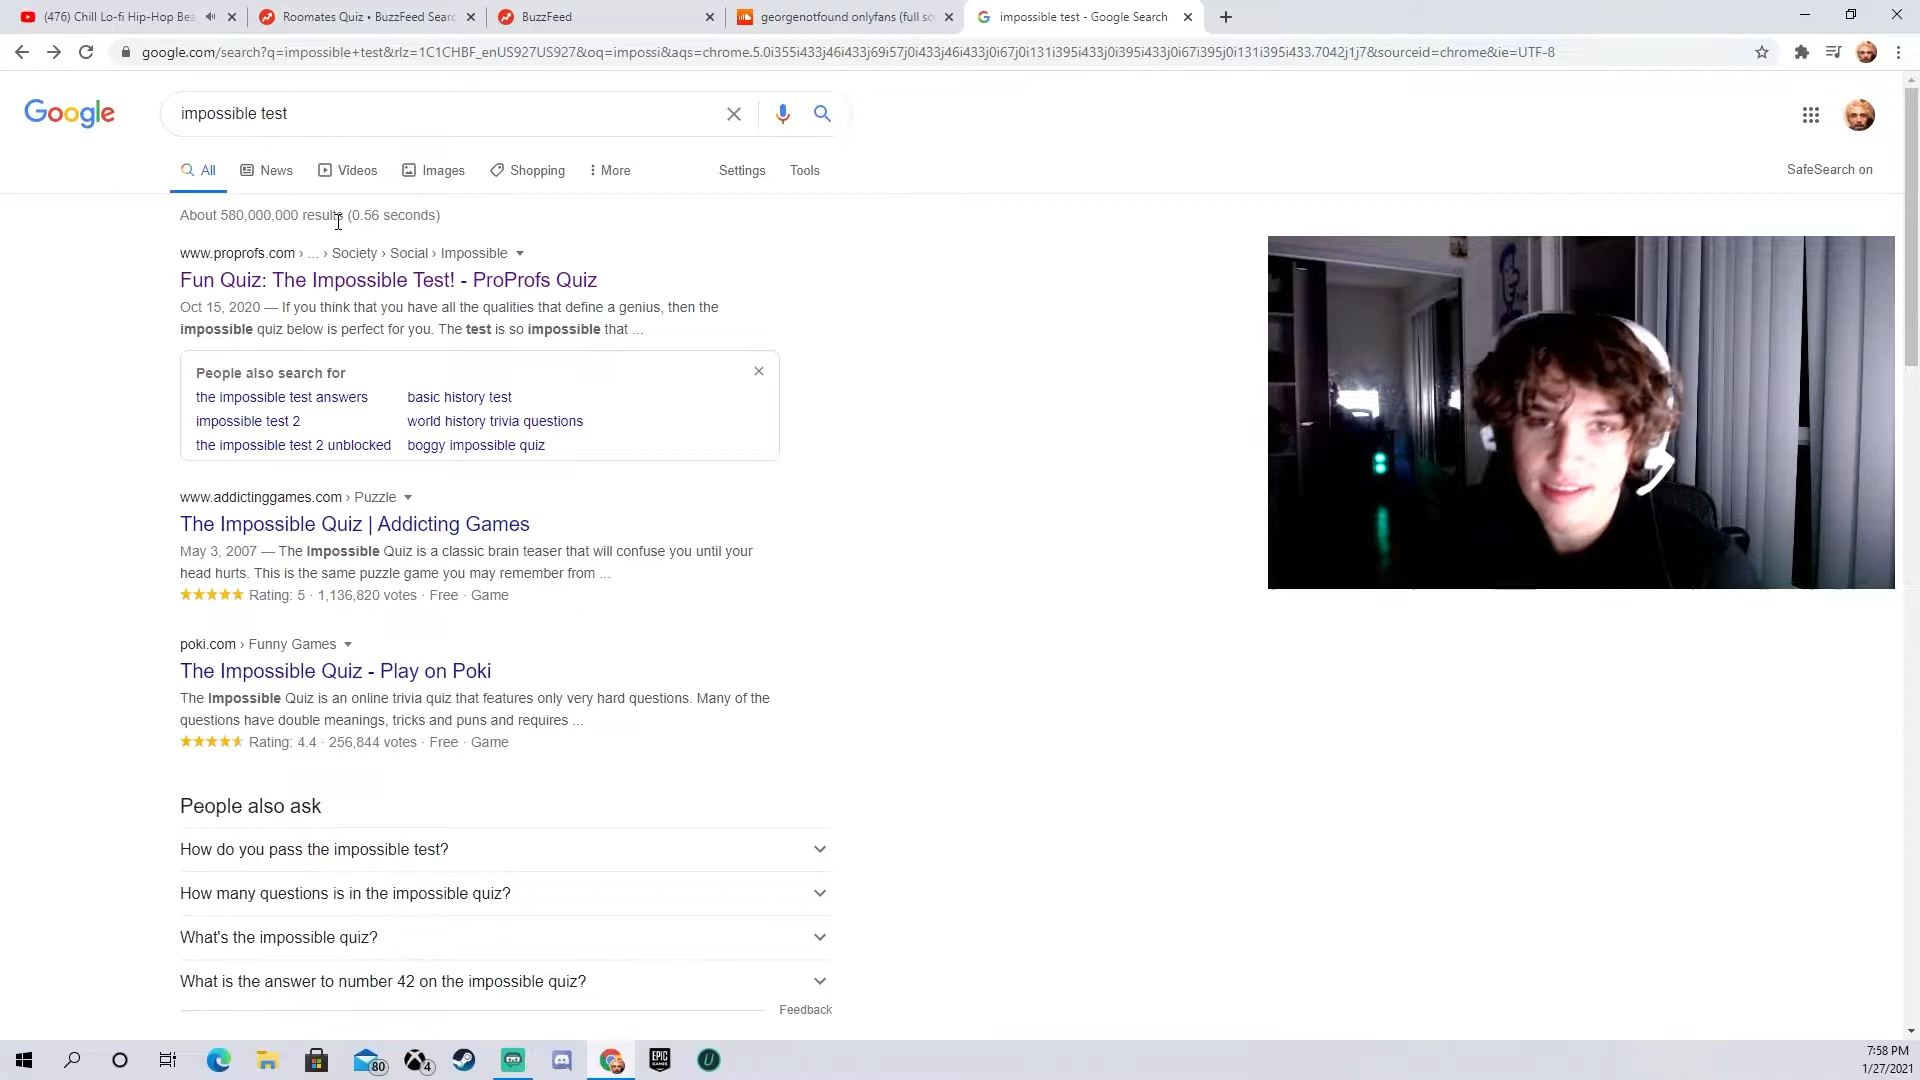 (476) Chill Lo-fi Hip-Hop Bea
Roomates Quiz • BuzzFeed Searc
BuzzFeed
georgenotfound onlyfans (full so
impossible test - Google Search
google.com/search?q=impossible+test&rlz=1C1CHBF_enUS927US927&oq=impossi&aqs=chrome.5.0i355i433j46i433j69i57j0i433j46i433j0i67j0i131i395i433j0i395i433j0i67i395j0i131i395i433.7042j1j7&sourceid=chrome&ie=UTF-8
Google
impossible test
All
News
Videos
Images
Shopping
More
Settings
Tools
SafeSearch on
About 580,000,000 results (0.56 seconds)
www.proprofs.com › ... › Society › Social › Impossible
Fun Quiz: The Impossible Test! - ProProfs Quiz
Oct 15, 2020 — If you think that you have all the qualities that define a genius, then the
impossible quiz below is perfect for you. The test is so impossible that ...
People also search for
the impossible test answers
basic history test
impossible test 2
world history trivia questions
the impossible test 2 unblocked
boggy impossible quiz
www.addictinggames.com › Puzzle
The Impossible Quiz | Addicting Games
May 3, 2007 — The Impossible Quiz is a classic brain teaser that will confuse you until your
head hurts. This is the same puzzle game you may remember from ...
Rating: 5 · 1,136,820 votes · Free · Game
poki.com › Funny Games
The Impossible Quiz - Play on Poki
The Impossible Quiz is an online trivia quiz that features only very hard questions. Many of the
questions have double meanings, tricks and puns and requires ...
Rating: 4.4 · 256,844 votes · Free · Game
People also ask
How do you pass the impossible test?
How many questions is in the impossible quiz?
What's the impossible quiz?
What is the answer to number 42 on the impossible quiz?
Feedback
80
4
EPIC
GAMES
U
7:58 PM
1/27/2021